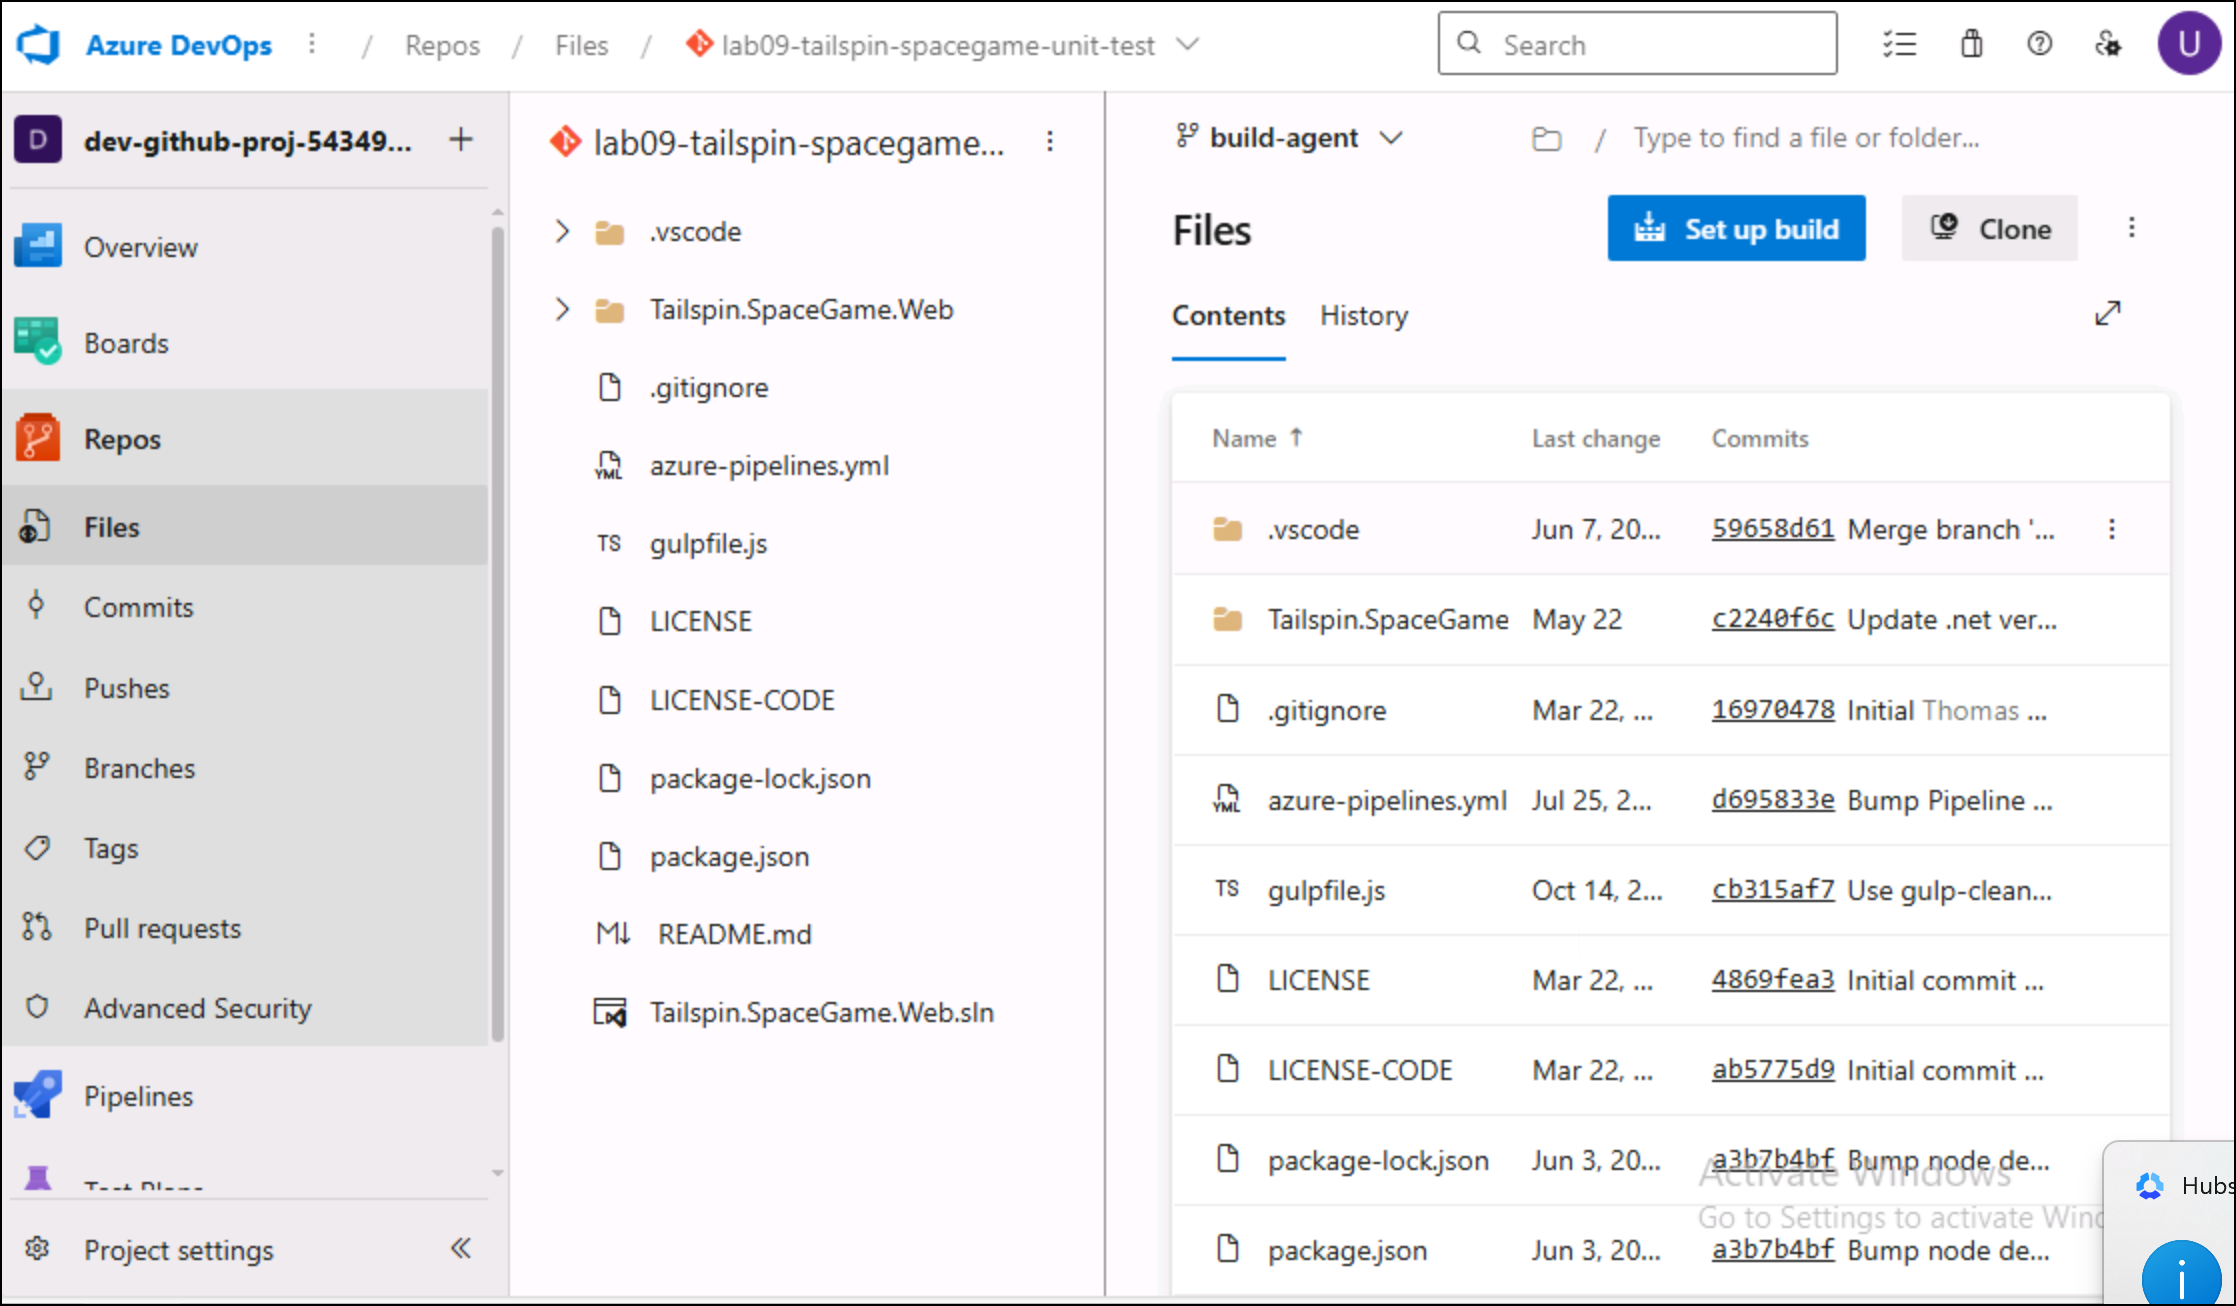 Azure DevOps / Repos / Files / lab09-tailspin-spacegame-unit-test
Search
U
D dev-github-proj-54349... +
Overview
Boards
Repos
Files
Commits
Pushes
Branches
Tags
Pull requests
Advanced Security
Pipelines
Test Plans
Project settings
lab09-tailspin-spacegame...
.vscode
Tailspin.SpaceGame.Web
.gitignore
YML azure-pipelines.yml
TS gulpfile.js
LICENSE
LICENSE-CODE
package-lock.json
package.json
M↓ README.md
Tailspin.SpaceGame.Web.sln
build-agent / Type to find a file or folder...
Files Set up build Clone
Contents History
Name ↑ Last change Commits
.vscode Jun 7, 20... 59658d61 Merge branch '...
Tailspin.SpaceGame May 22 c2240f6c Update .net ver...
.gitignore Mar 22, ... 16970478 Initial Thomas ...
YML azure-pipelines.yml Jul 25, 2... d695833e Bump Pipeline ...
TS gulpfile.js Oct 14, 2... cb315af7 Use gulp-clean...
LICENSE Mar 22, ... 4869fea3 Initial commit ...
LICENSE-CODE Mar 22, ... ab5775d9 Initial commit ...
package-lock.json Jun 3, 20... a3b7b4bf Bump node de...
Activate Windows
Go to Settings to activate Wind
package.json Jun 3, 20... a3b7b4bf Bump node de...
Hubs
i